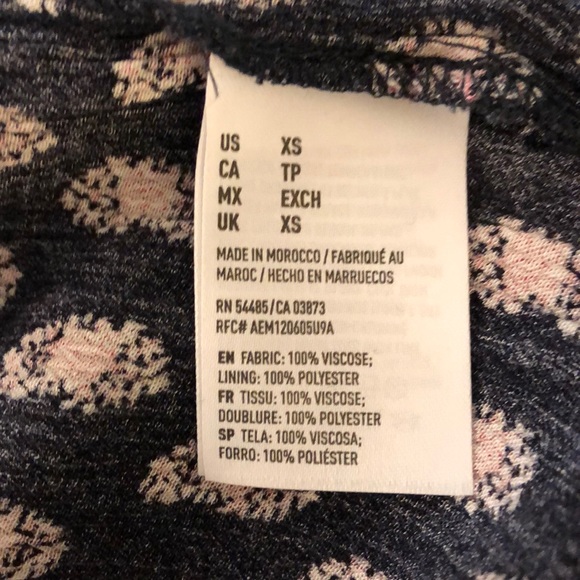 US XS
CA TP
MX EXCH
UK XS
MADE IN MOROCCO / FABRIQUÉ AU
MAROC / HECHO EN MARRUECOS
RN 54485/CA 03873
RFC# AEM120605U9A
EN FABRIC: 100% VISCOSE;
LINING: 100% POLYESTER
FR TISSU: 100% VISCOSE;
DOUBLURE: 100% POLYESTER
SP TELA: 100% VISCOSA;
FORRO: 100% POLIÉSTER